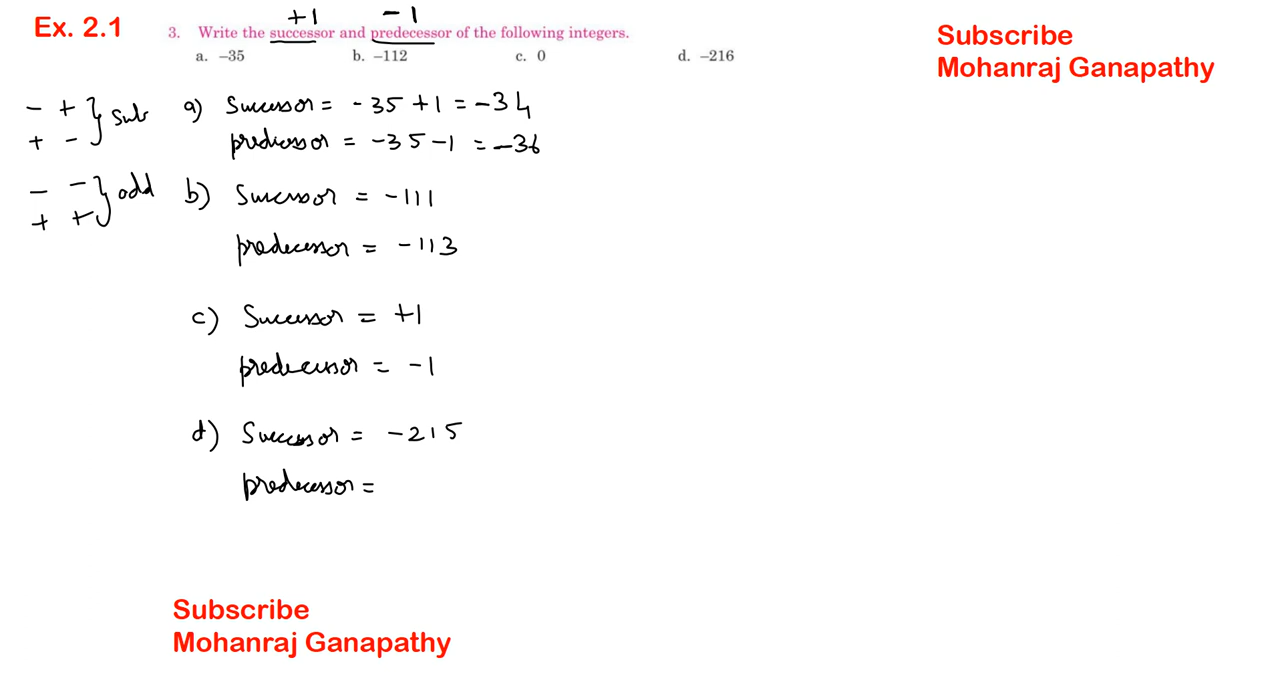 Ex. 2.1
+1 -1
3. Write the successor and predecessor of the following integers.
a. –35 b. –112 c. 0 d. –216
Subscribe
Mohanraj Ganapathy
- + } Sub
+ -
- - } add
+ +
a) Successor = -35 +1 = -34
predecessor = -35 -1 = -36
b) Successor = -111
predecessor = -113
c) Successor = +1
predecessor = -1
d) Successor = -215
predecessor =
Subscribe
Mohanraj Ganapathy